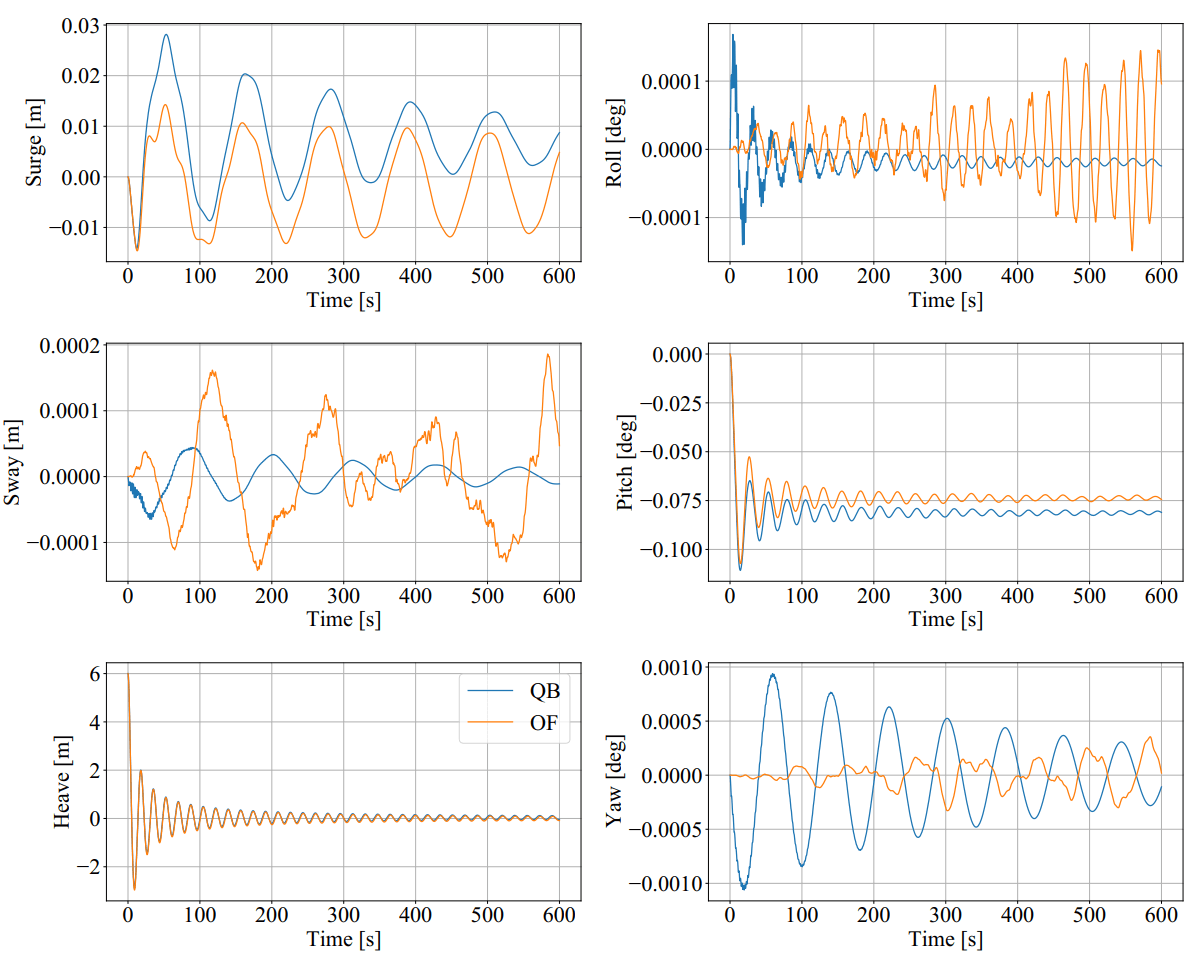 0.03
0.02
0.01
0.00
−0.01
Surge [m]
0 100 200 300 400 500 600
Time [s]
0.0001
0.0000
−0.0001
Roll [deg]
0 100 200 300 400 500 600
Time [s]
0.0002
0.0001
0.0000
−0.0001
Sway [m]
0 100 200 300 400 500 600
Time [s]
0.000
−0.025
−0.050
−0.075
−0.100
Pitch [deg]
0 100 200 300 400 500 600
Time [s]
6
4
2
0
−2
Heave [m]
QB
OF
0 100 200 300 400 500 600
Time [s]
0.0010
0.0005
0.0000
−0.0005
−0.0010
Yaw [deg]
0 100 200 300 400 500 600
Time [s]